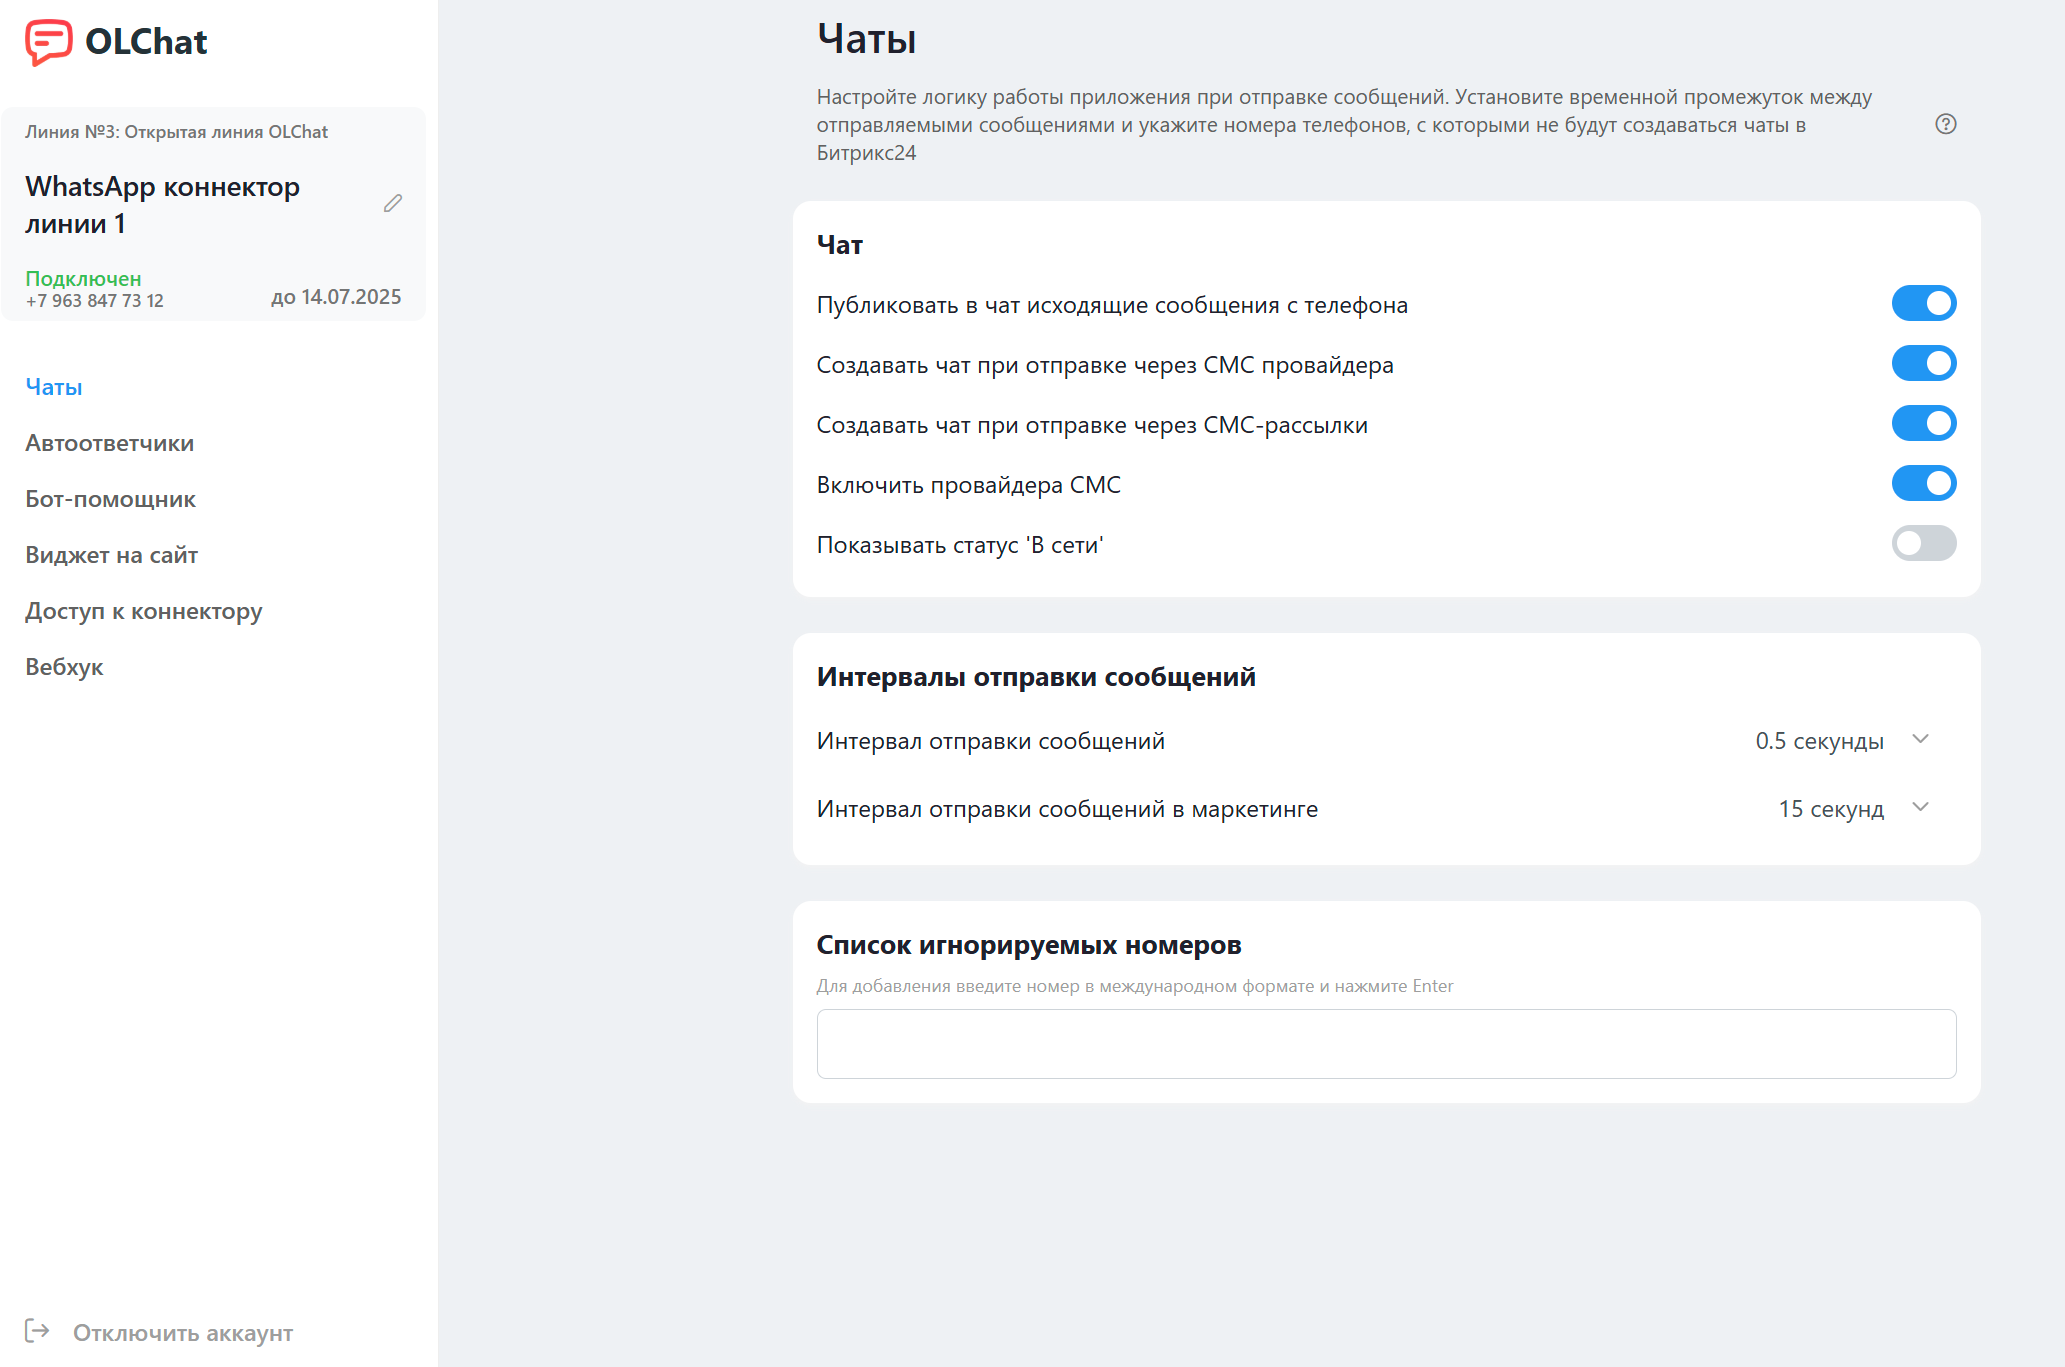 OLChat
Линия №3: Открытая линия OLChat
WhatsApp коннектор
линии 1
Подключен
+7 963 847 73 12
до 14.07.2025
Чаты
Автоответчики
Бот-помощник
Виджет на сайт
Доступ к коннектору
Вебхук
Отключить аккаунт
Чаты
Настройте логику работы приложения при отправке сообщений. Установите временной промежуток между
отправляемыми сообщениями и укажите номера телефонов, с которыми не будут создаваться чаты в
Битрикс24
Чат
Публиковать в чат исходящие сообщения с телефона
Создавать чат при отправке через СМС провайдера
Создавать чат при отправке через СМС-рассылки
Включить провайдера СМС
Показывать статус 'В сети'
Интервалы отправки сообщений
Интервал отправки сообщений 0.5 секунды
Интервал отправки сообщений в маркетинге 15 секунд
Список игнорируемых номеров
Для добавления введите номер в международном формате и нажмите Enter